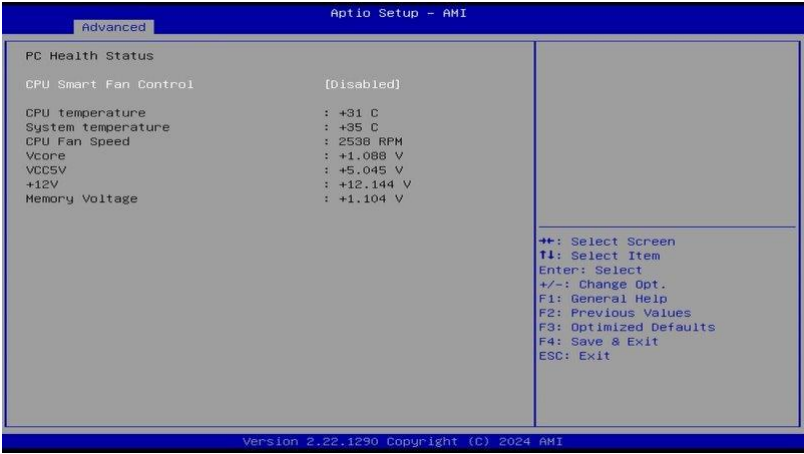 Aptio Setup - AMI
Advanced
PC Health Status
CPU Smart Fan Control [Disabled]
CPU temperature : +31 C
System temperature : +35 C
CPU Fan Speed : 2538 RPM
Vcore : +1.088 V
VCC5V : +5.045 V
+12V : +12.144 V
Memory Voltage : +1.104 V
→←: Select Screen
↑↓: Select Item
Enter: Select
+/-: Change Opt.
F1: General Help
F2: Previous Values
F3: Optimized Defaults
F4: Save & Exit
ESC: Exit
Version 2.22.1290 Copyright (C) 2024 AMI